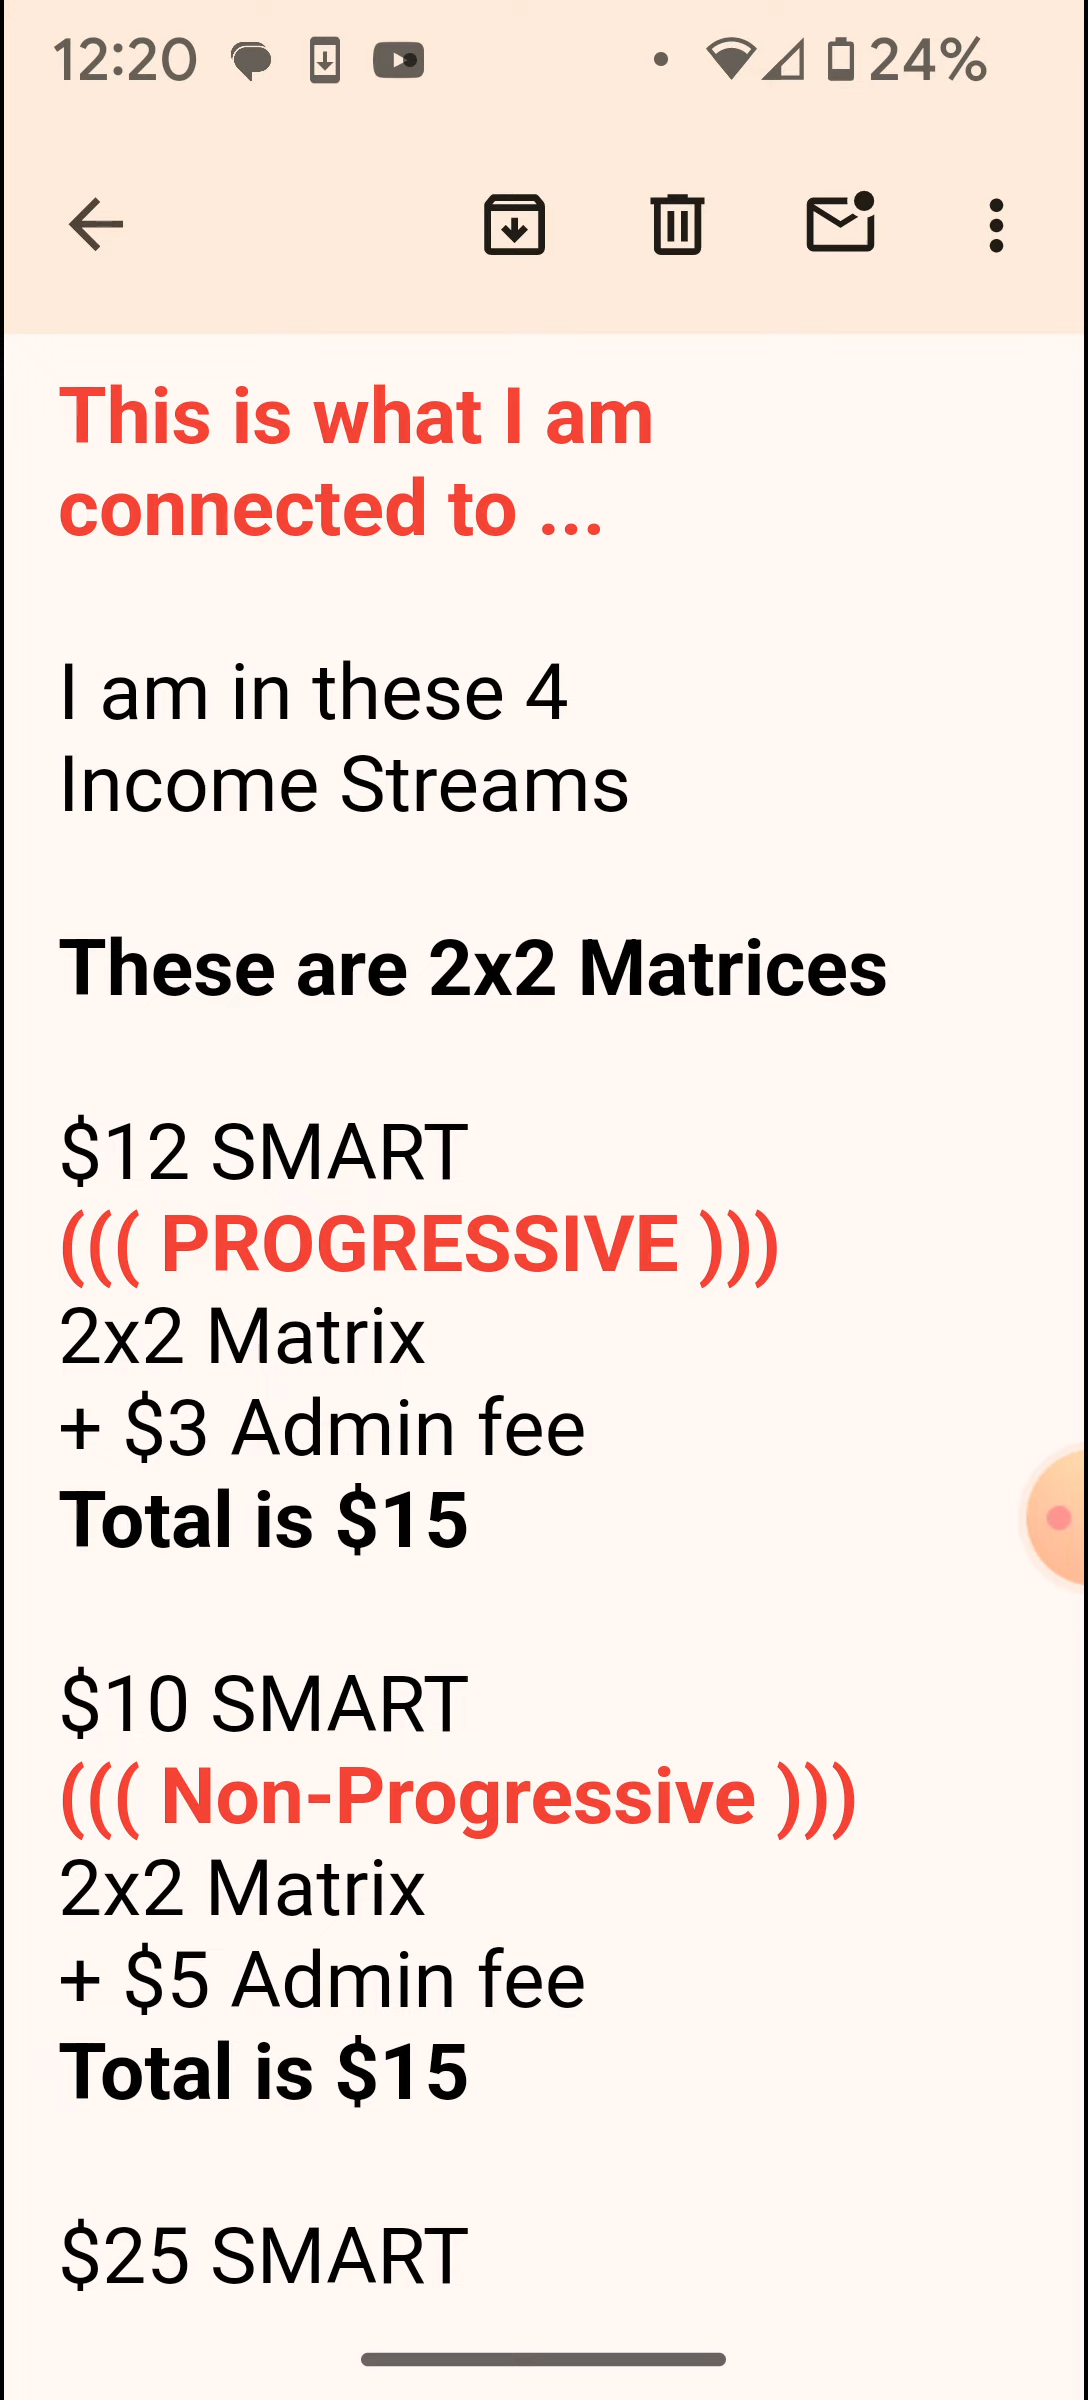 12:20
24%
This is what I am
connected to ...
I am in these 4
Income Streams
These are 2x2 Matrices
$12 SMART
((( PROGRESSIVE )))
2x2 Matrix
+ $3 Admin fee
Total is $15
$10 SMART
((( Non-Progressive )))
2x2 Matrix
+ $5 Admin fee
Total is $15
$25 SMART